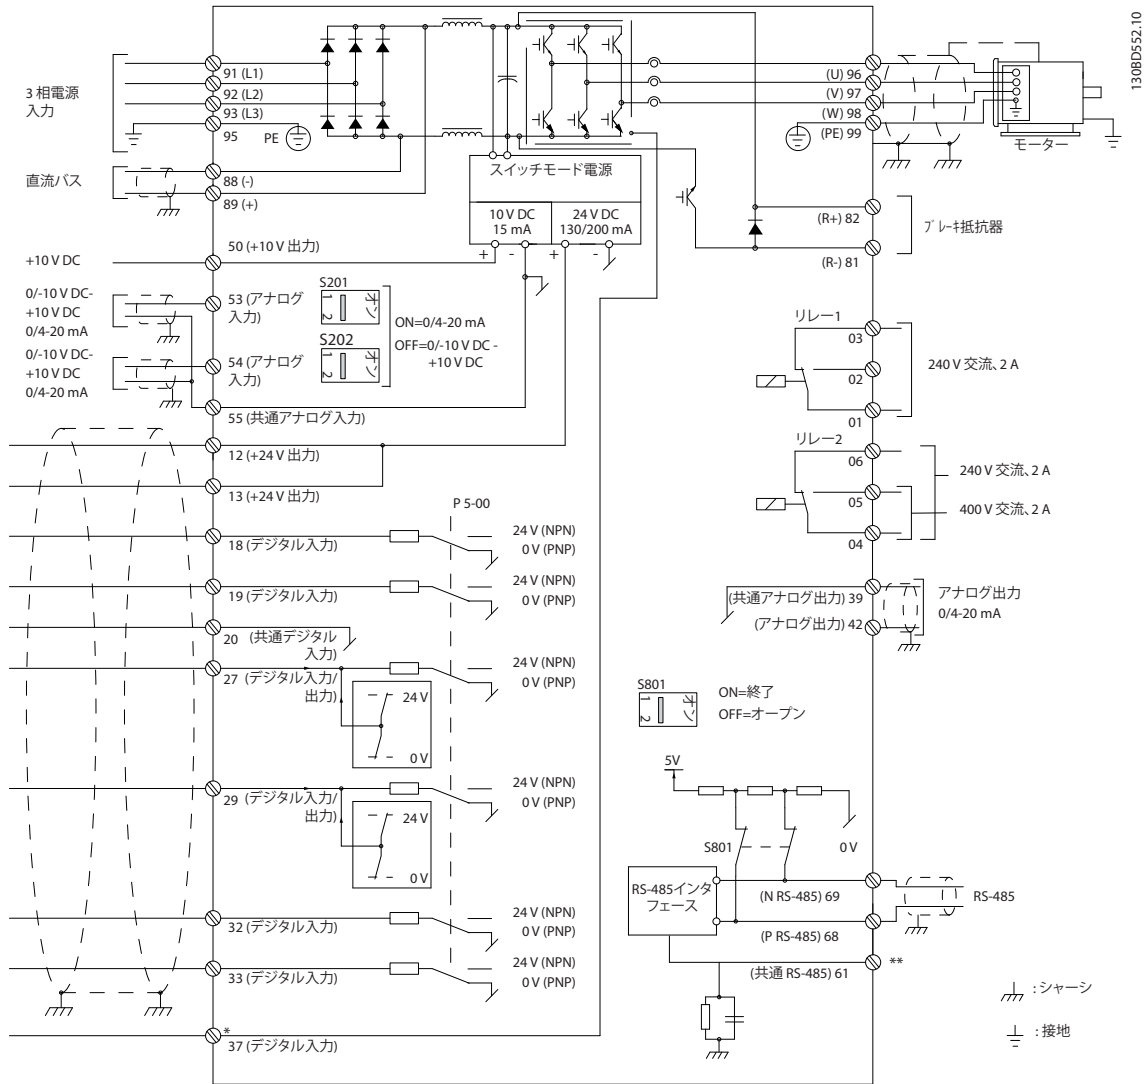 130BD552.10
3 相電源
入力
91 (L1)
92 (L2)
93 (L3)
95
PE
直流バス
88 (-)
89 (+)
50 (+10 V 出力)
+10 V DC
0/-10 V DC-
+10 V DC
0/4-20 mA
0/-10 V DC-
+10 V DC
0/4-20 mA
53 (アナログ
入力)
54 (アナログ
入力)
55 (共通アナログ入力)
S201
1
2
オン
S202
1
2
オン
ON=0/4-20 mA
OFF=0/-10 V DC -
+10 V DC
スイッチモード電源
10 V DC
15 mA
24 V DC
130/200 mA
+ - + -
(U) 96
(V) 97
(W) 98
(PE) 99
モーター
(R+) 82
(R-) 81
ブレーキ抵抗器
リレー1
03
02
01
240 V 交流、2 A
リレー2
06
05
04
240 V 交流、2 A
400 V 交流、2 A
(共通アナログ出力) 39
(アナログ出力) 42
アナログ出力
0/4-20 mA
12 (+24 V 出力)
13 (+24 V 出力)
P 5-00
18 (デジタル入力)
24 V (NPN)
0 V (PNP)
19 (デジタル入力)
24 V (NPN)
0 V (PNP)
20 (共通デジタル
入力)
27 (デジタル入力/
出力)
24 V (NPN)
0 V (PNP)
24 V
0 V
29 (デジタル入力/
出力)
24 V (NPN)
0 V (PNP)
24 V
0 V
32 (デジタル入力)
24 V (NPN)
0 V (PNP)
33 (デジタル入力)
24 V (NPN)
0 V (PNP)
*
37 (デジタル入力)
S801
1
2
オン
ON=終了
OFF=オープン
5V
S801
0 V
RS-485インタ
フェース
(N RS-485) 69
(P RS-485) 68
(共通 RS-485) 61
RS-485
**
:シャーシ
:接地